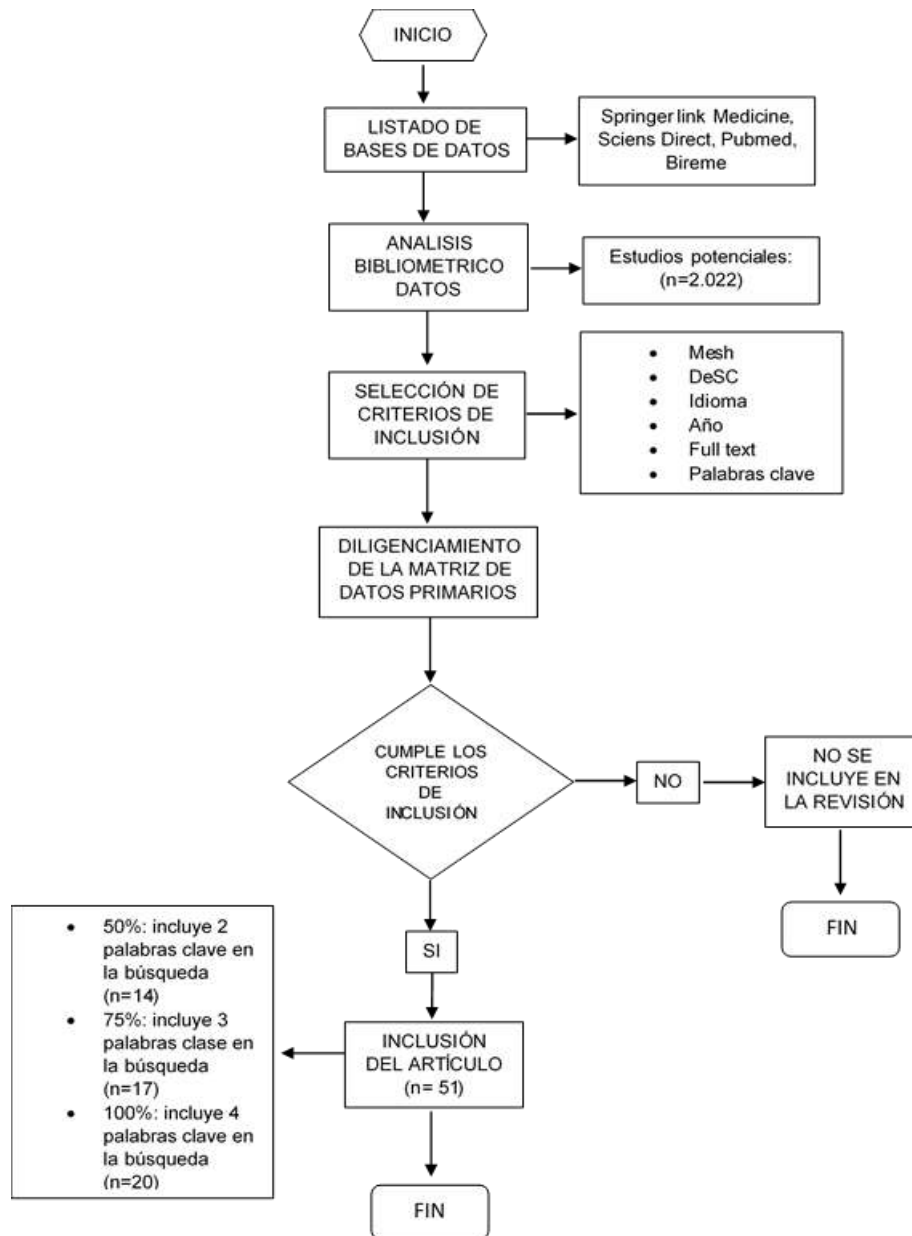 INICIO
LISTADO DE
BASES DE DATOS
Springer link Medicine,
Sciens Direct, Pubmed,
Bireme
ANALISIS
BIBLIOMETRICO
DATOS
Estudios potenciales:
(n=2.022)
SELECCIÓN DE
CRITERIOS DE
INCLUSIÓN
• Mesh
• DeSC
• Idioma
• Año
• Full text
• Palabras clave
DILIGENCIAMIENTO
DE LA MATRIZ DE
DATOS PRIMARIOS
CUMPLE LOS
CRITERIOS
DE
INCLUSIÓN
NO
NO SE
INCLUYE EN
LA REVISIÓN
FIN
SI
INCLUSIÓN
DEL ARTÍCULO
(n= 51)
• 50%: incluye 2
palabras clave en
la búsqueda
(n=14)
• 75%: incluye 3
palabras clase en
la búsqueda
(n=17)
• 100%: incluye 4
palabras clave en
la búsqueda
(n=20)
FIN